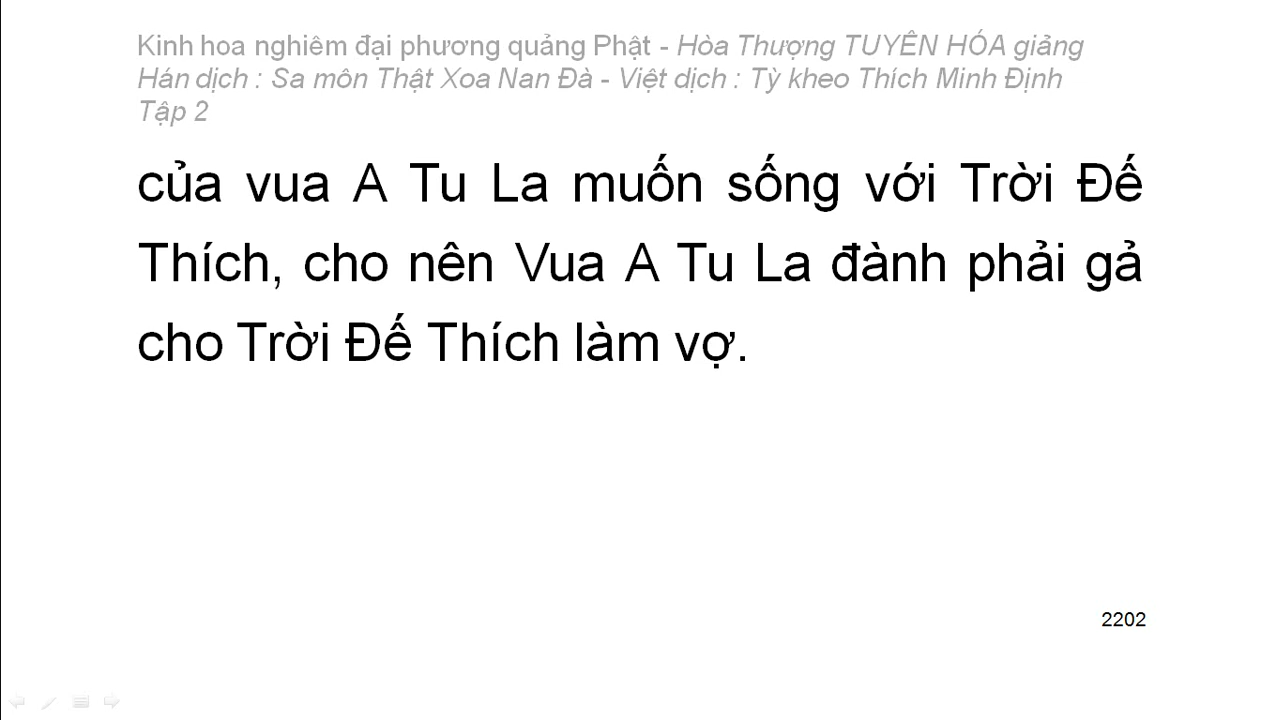 Kinh hoa nghiêm đại phương quảng Phật - Hòa Thượng TUYÊN HÓA giảng
Hán dịch : Sa môn Thật Xoa Nan Đà - Việt dịch : Tỳ kheo Thích Minh Định
Tập 2
của vua A Tu La muốn sống với Trời Đế
Thích, cho nên Vua A Tu La đành phải gả
cho Trời Đế Thích làm vợ.
2202